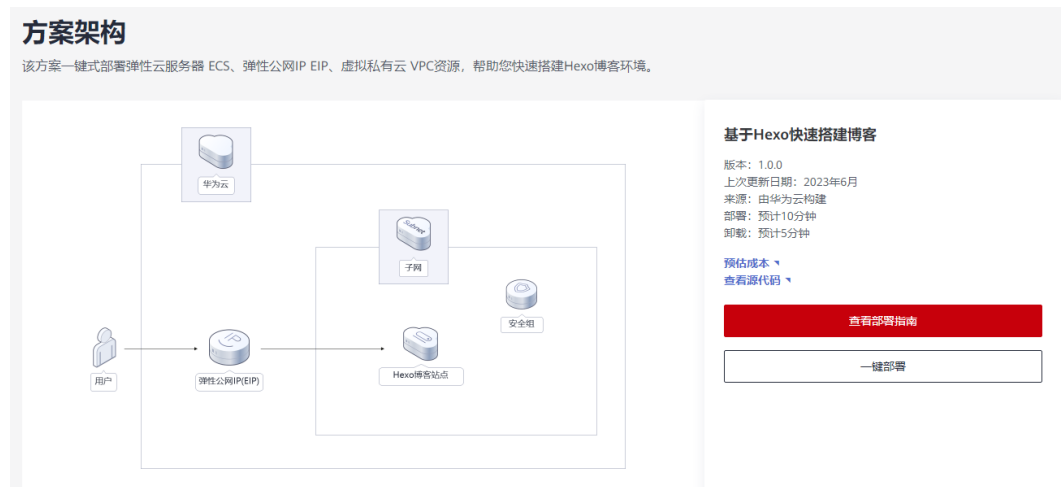 方案架构
该方案一键式部署弹性云服务器 ECS、弹性公网IP EIP、虚拟私有云 VPC资源，帮助您快速搭建Hexo博客环境。
华为云
Subnet
子网
安全组
IP
用户
弹性公网IP(EIP)
Hexo博客站点
基于Hexo快速搭建博客
版本：1.0.0
上次更新日期：2023年6月
来源：由华为云构建
部署：预计10分钟
卸载：预计5分钟
预估成本
查看源代码
查看部署指南
一键部署